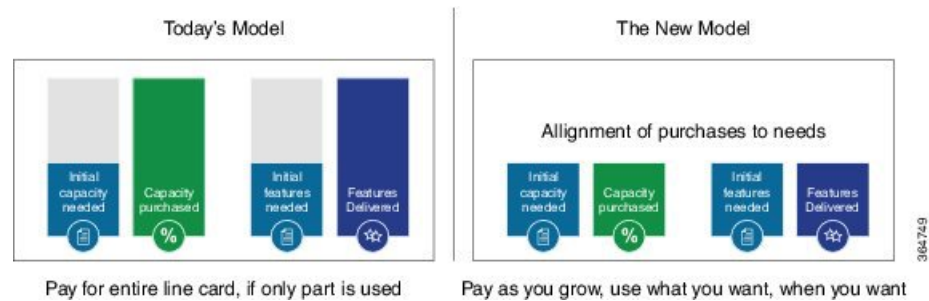 Today's Model
Initial
capacity
needed
Capacity
purchased
%
Initial
features
needed
Features
Delivered
Pay for entire line card, if only part is used
The New Model
Allignment of purchases to needs
Initial
capacity
needed
Capacity
purchased
%
Initial
features
needed
Features
Delivered
Pay as you grow, use what you want, when you want
364749